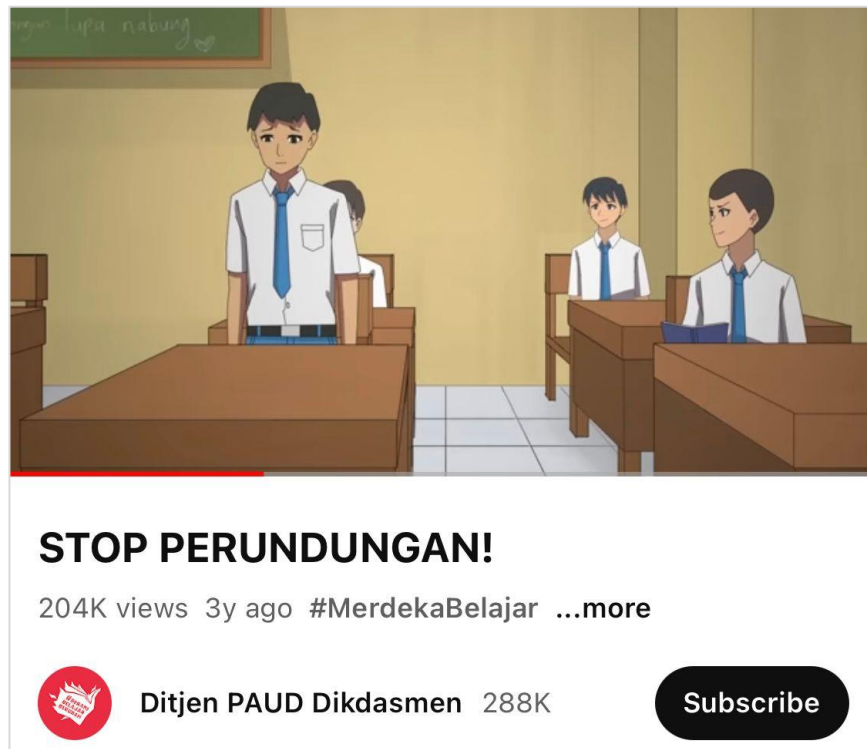 lupa nabung
STOP PERUNDUNGAN!
204K views 3y ago #MerdekaBelajar ...more
Ditjen PAUD Dikdasmen 288K Subscribe